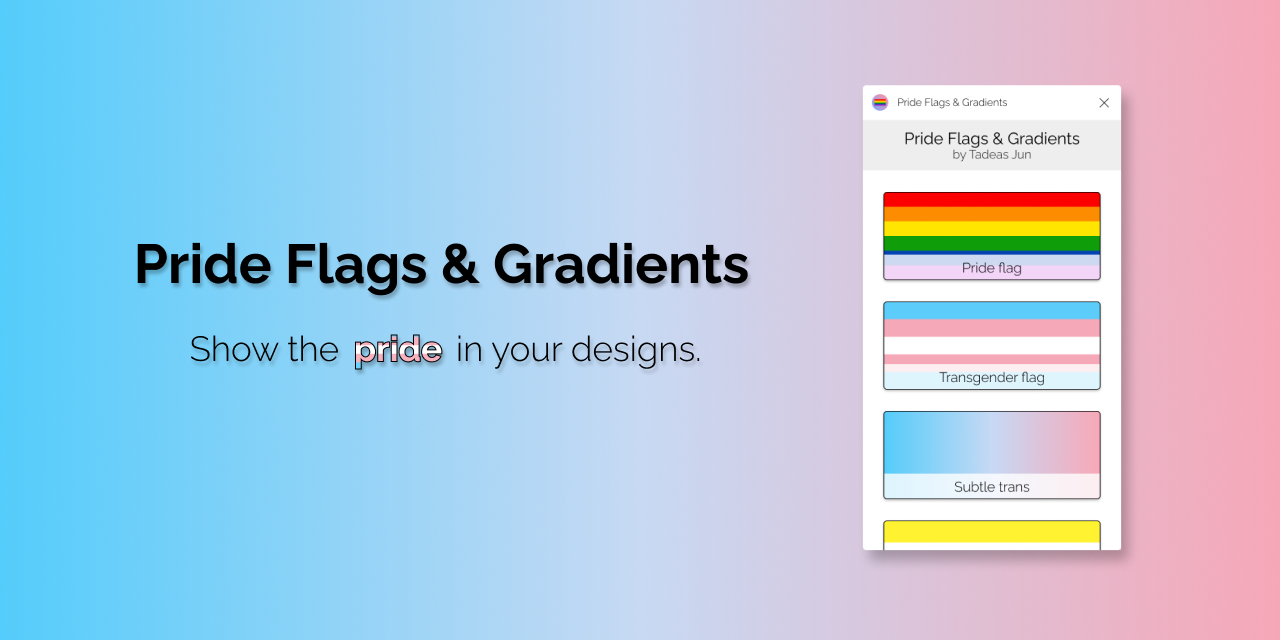 Pride Flags & Gradients
Show the pride in your designs.
Pride Flags & Gradients
Pride Flags & Gradients
by Tadeas Jun
Pride flag
Transgender flag
Subtle trans